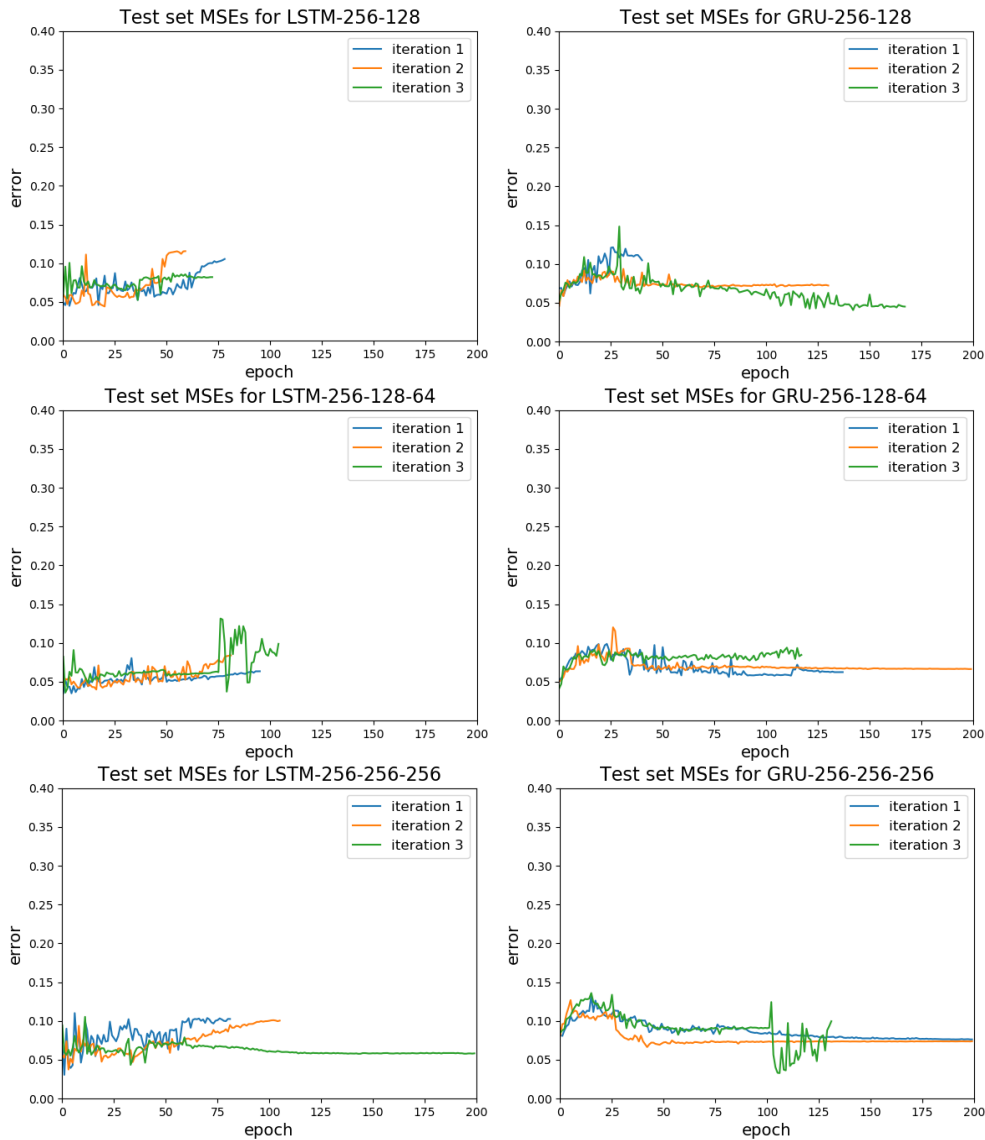 Test set MSEs for LSTM-256-128
0.40
0.35
0.30
0.25
0.20
0.15
0.10
0.05
0.00
error
0 25 50 75 100 125 150 175 200
epoch
iteration 1
iteration 2
iteration 3
Test set MSEs for GRU-256-128
0.40
0.35
0.30
0.25
0.20
0.15
0.10
0.05
0.00
error
0 25 50 75 100 125 150 175 200
epoch
iteration 1
iteration 2
iteration 3
Test set MSEs for LSTM-256-128-64
0.40
0.35
0.30
0.25
0.20
0.15
0.10
0.05
0.00
error
0 25 50 75 100 125 150 175 200
epoch
iteration 1
iteration 2
iteration 3
Test set MSEs for GRU-256-128-64
0.40
0.35
0.30
0.25
0.20
0.15
0.10
0.05
0.00
error
0 25 50 75 100 125 150 175 200
epoch
iteration 1
iteration 2
iteration 3
Test set MSEs for LSTM-256-256-256
0.40
0.35
0.30
0.25
0.20
0.15
0.10
0.05
0.00
error
0 25 50 75 100 125 150 175 200
epoch
iteration 1
iteration 2
iteration 3
Test set MSEs for GRU-256-256-256
0.40
0.35
0.30
0.25
0.20
0.15
0.10
0.05
0.00
error
0 25 50 75 100 125 150 175 200
epoch
iteration 1
iteration 2
iteration 3